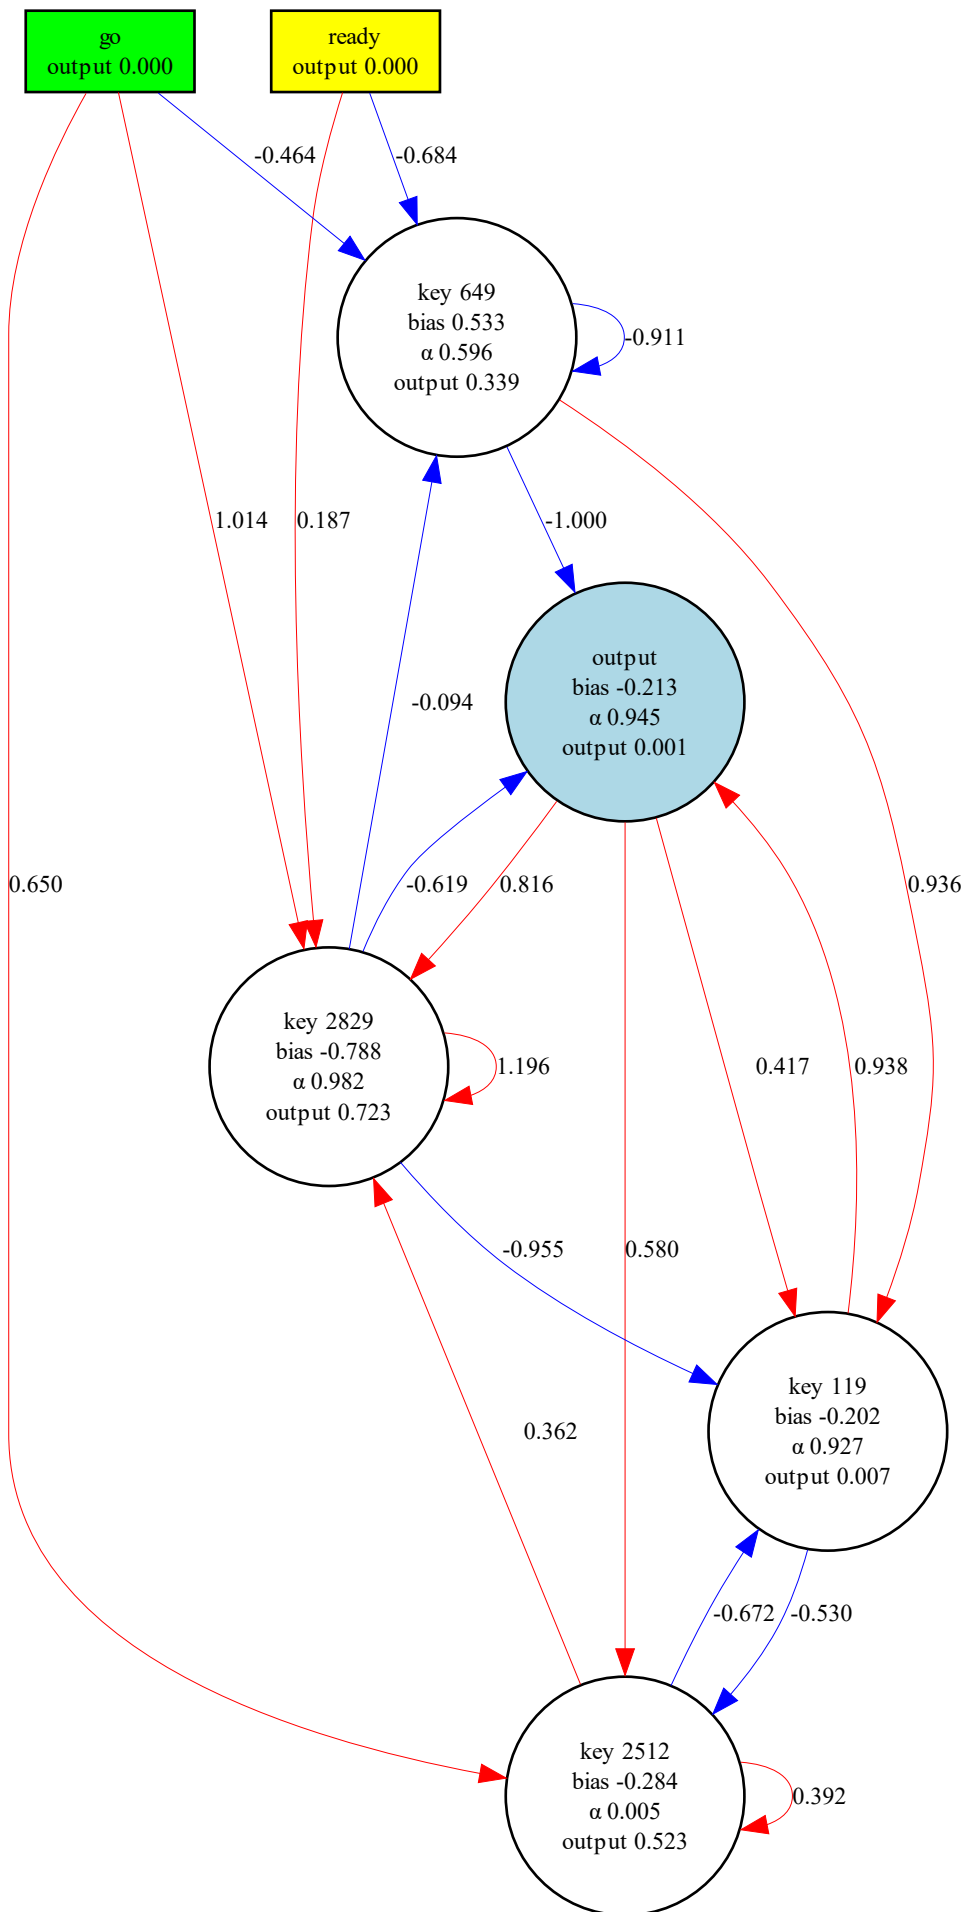 go
output 0.000
ready
output 0.000
-0.464
-0.684
key 649
bias 0.533
α 0.596
output 0.339
-0.911
1.014
0.187
-1.000
output
bias -0.213
α 0.945
output 0.001
-0.094
0.650
-0.619
0.816
0.936
key 2829
bias -0.788
α 0.982
output 0.723
1.196
0.417
0.938
-0.955
0.580
key 119
bias -0.202
α 0.927
output 0.007
0.362
-0.672
-0.530
key 2512
bias -0.284
α 0.005
output 0.523
0.392